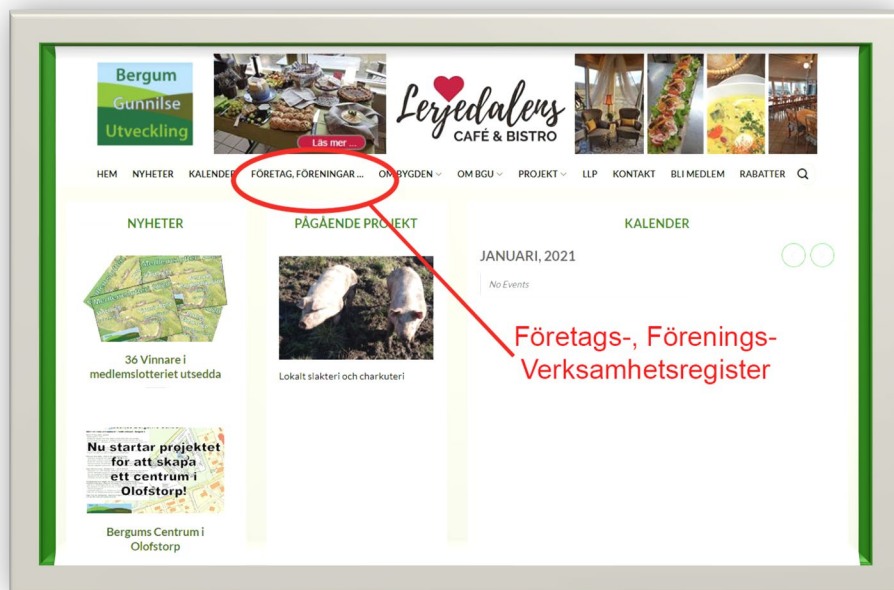 Bergum
Gunnilse
Utveckling
Läs mer ...
Lerjedalens
CAFÉ & BISTRO
HEM NYHETER KALENDER FÖRETAG, FÖRENINGAR ... OM BYGDEN OM BGU PROJEKT LLP KONTAKT BLI MEDLEM RABATTER
NYHETER
36 Vinnare i
medlemslotteriet utsedda
Nu startar projektet
för att skapa
ett centrum i
Olofstorp!
Bergums Centrum i
Olofstorp
PÅGÅENDE PROJEKT
Lokalt slakteri och charkuteri
KALENDER
JANUARI, 2021
No Events
Företags-, Förenings-
Verksamhetsregister